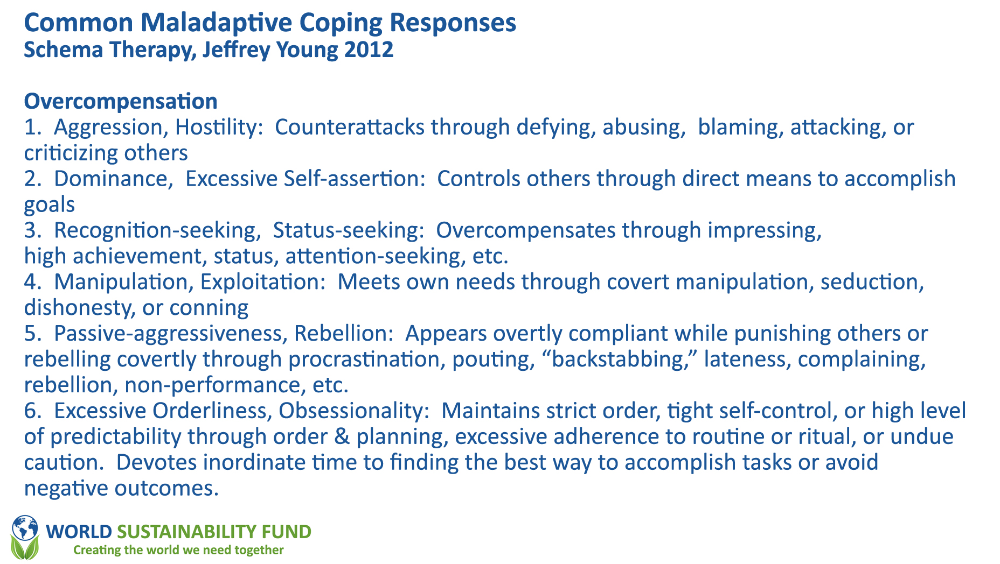 Common Maladaptive Coping Responses
Schema Therapy, Jeffrey Young 2012
Overcompensation
1.  Aggression, Hostility:  Counterattacks through defying, abusing,  blaming, attacking, or
criticizing others
2.  Dominance,  Excessive Self-assertion:  Controls others through direct means to accomplish
goals
3.  Recognition-seeking,  Status-seeking:  Overcompensates through impressing,
high achievement, status, attention-seeking, etc.
4.  Manipulation, Exploitation:  Meets own needs through covert manipulation, seduction,
dishonesty, or conning
5.  Passive-aggressiveness, Rebellion:  Appears overtly compliant while punishing others or
rebelling covertly through procrastination, pouting, “backstabbing,” lateness, complaining,
rebellion, non-performance, etc.
6.  Excessive Orderliness, Obsessionality:  Maintains strict order, tight self-control, or high level
of predictability through order & planning, excessive adherence to routine or ritual, or undue
caution.  Devotes inordinate time to finding the best way to accomplish tasks or avoid
negative outcomes.
WORLD SUSTAINABILITY FUND
Creating the world we need together